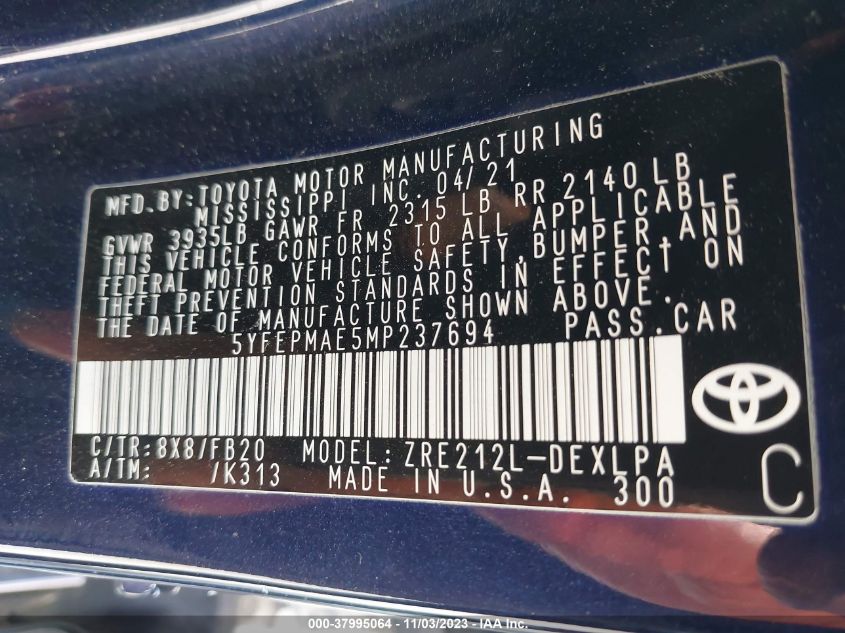 MFD.BY:TOYOTA MOTOR MANUFACTURING
MISSISSIPPI INC. 04/21
GVWR 3935LB GAWR FR 2315 LB RR 2140 LB
THIS VEHICLE CONFORMS TO ALL APPLICABLE
FEDERAL MOTOR VEHICLE SAFETY,BUMPER,AND
THEFT PREVENTION STANDARDS IN EFFECT ON
THE DATE OF MANUFACTURE SHOWN ABOVE.
5YFEPMAE5MP237694 PASS.CAR
C/TR:8X8/FB20 MODEL:ZRE212L-DEXLPA
A/TM: /K313 MADE IN U.S.A. 300
C
000-37995064 - 11/03/2023 - IAA Inc.